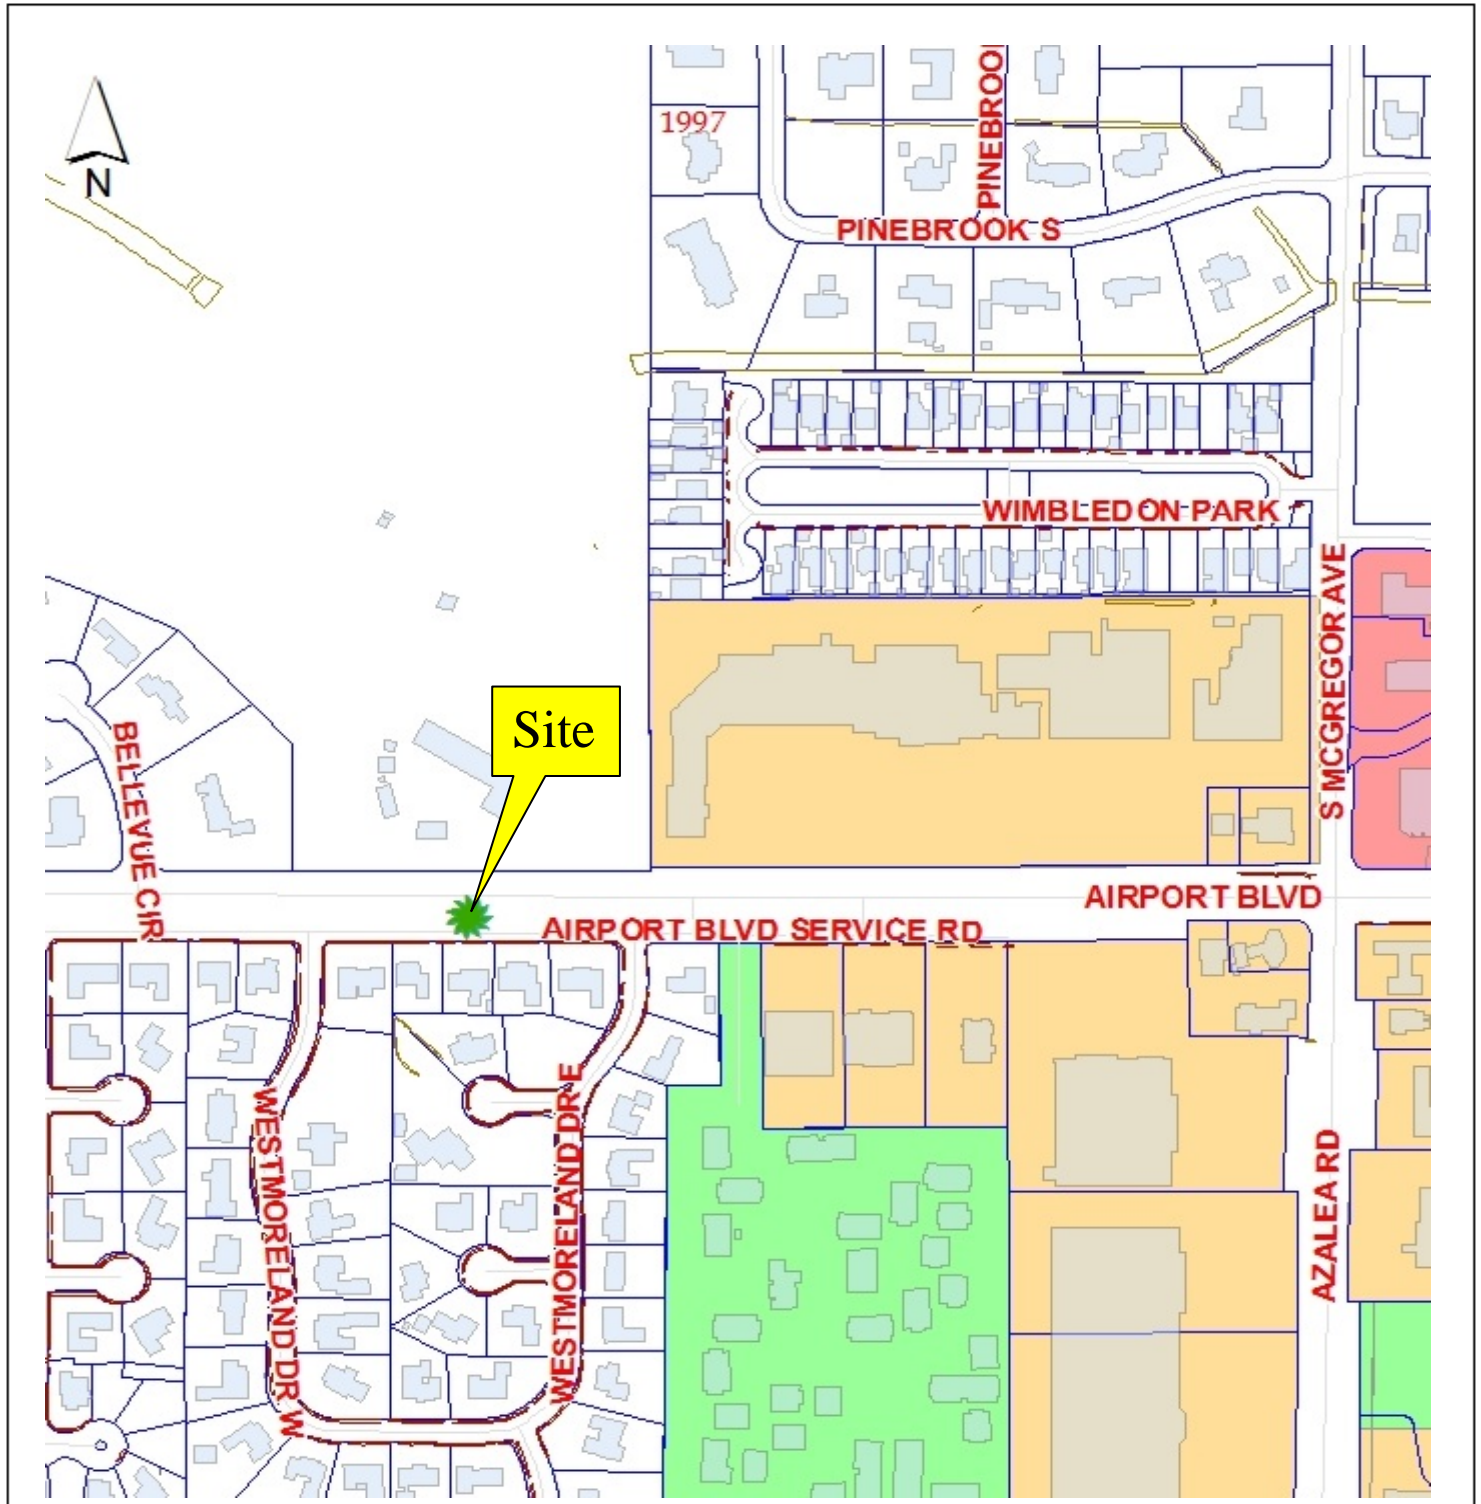 PINEBROO
1997
N
PINEBROOK S
WIMBLEDON PARK
S MCGREGOR AVE
Site
BELLEVUE CIR
AIRPORT BLVD
AIRPORT BLVD SERVICE RD
WESTMORELAND DR W
WESTMORELAND DR E
AZALEA RD